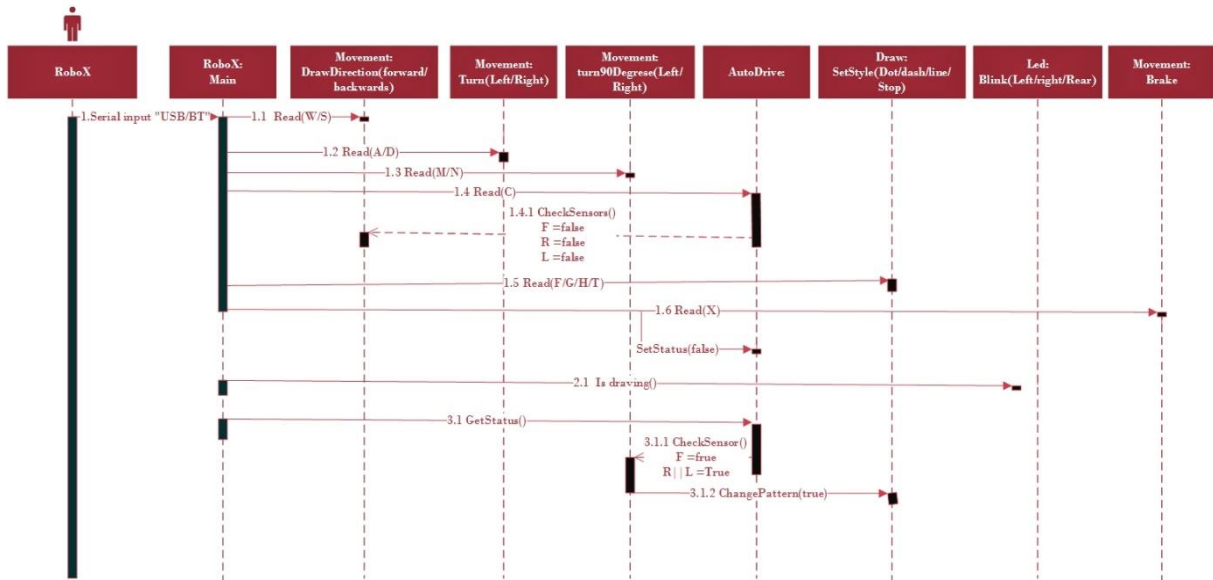 RoboX
RoboX:
Main
Movement:
DrawDirection(forward/
backwards)
Movement:
Turn(Left/Right)
Movement:
turn90Degrese(Left/
Right)
AutoDrive:
Draw:
SetStyle(Dot/dash/line/
Stop)
Led:
Blink(Left/right/Rear)
Movement:
Brake
1.Serial input "USB/BT"
1.1 Read(W/S)
1.2 Read(A/D)
1.3 Read(M/N)
1.4 Read(C)
1.4.1 CheckSensors()
F =false
R =false
L =false
1.5 Read(F/G/H/T)
1.6 Read(X)
SetStatus(false)
2.1 Is draving()
3.1 GetStatus()
3.1.1 CheckSensor()
F =frue
R||L =True
3.1.2 ChangePattern(true)